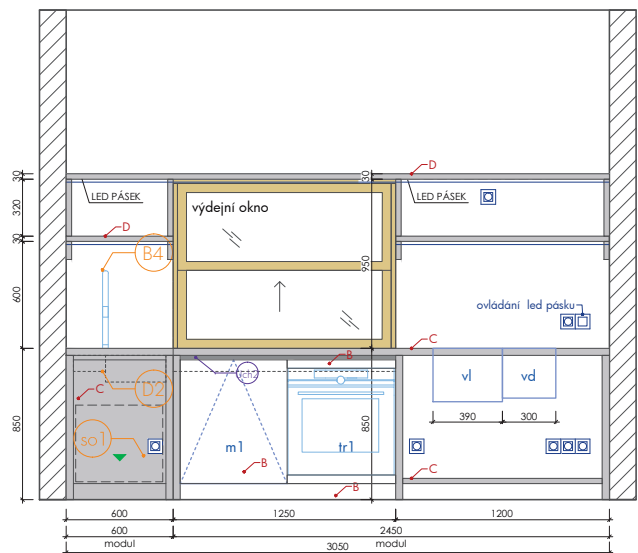 D
30
30
LED PÁSEK
LED PÁSEK
320
výdejní okno
D
30
B4
950
600
ovládání led pásku
C
B
gch2
vl
vd
C
D2
390
300
850
850
so1
m1
tr1
B
C
B
600
1250
1200
600
2450
modul
modul
3050